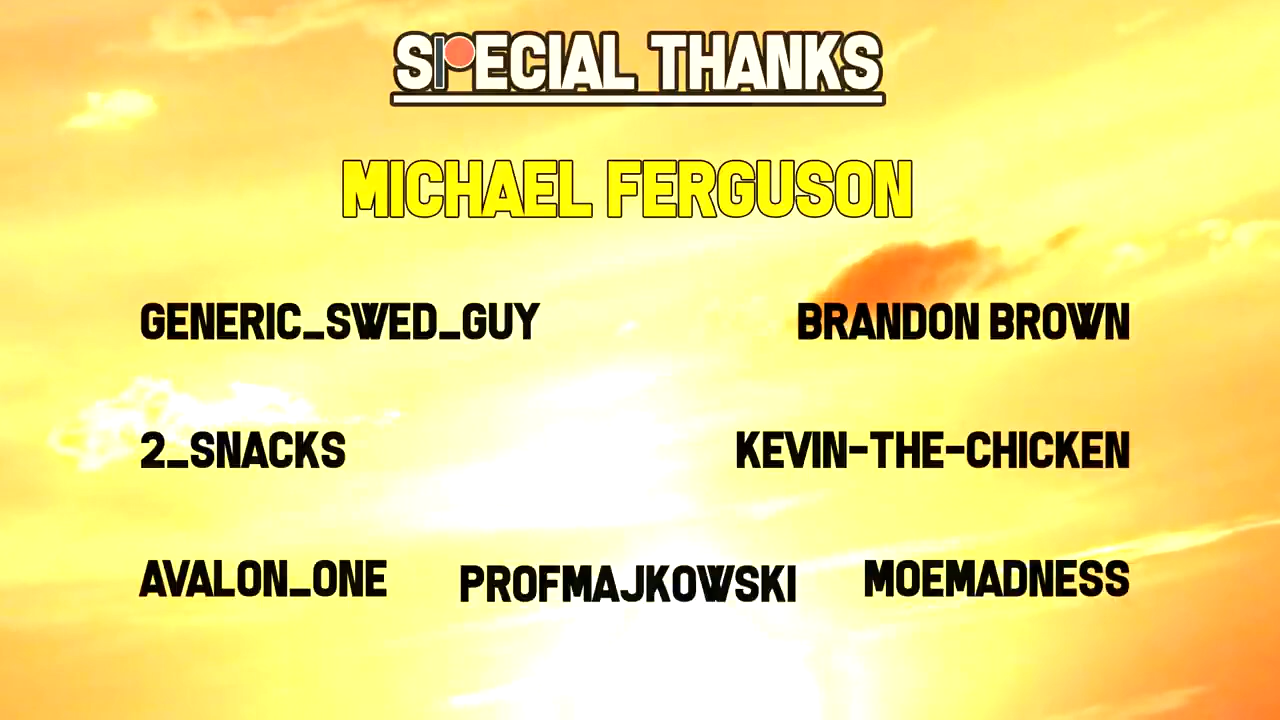 SPECIAL THANKS
MICHAEL FERGUSON
GENERIC_SWED_GUY BRANDON BROWN
2_SNACKS KEVIN-THE-CHICKEN
AVALON_ONE PROFMAJKOWSKI MOEMADNESS